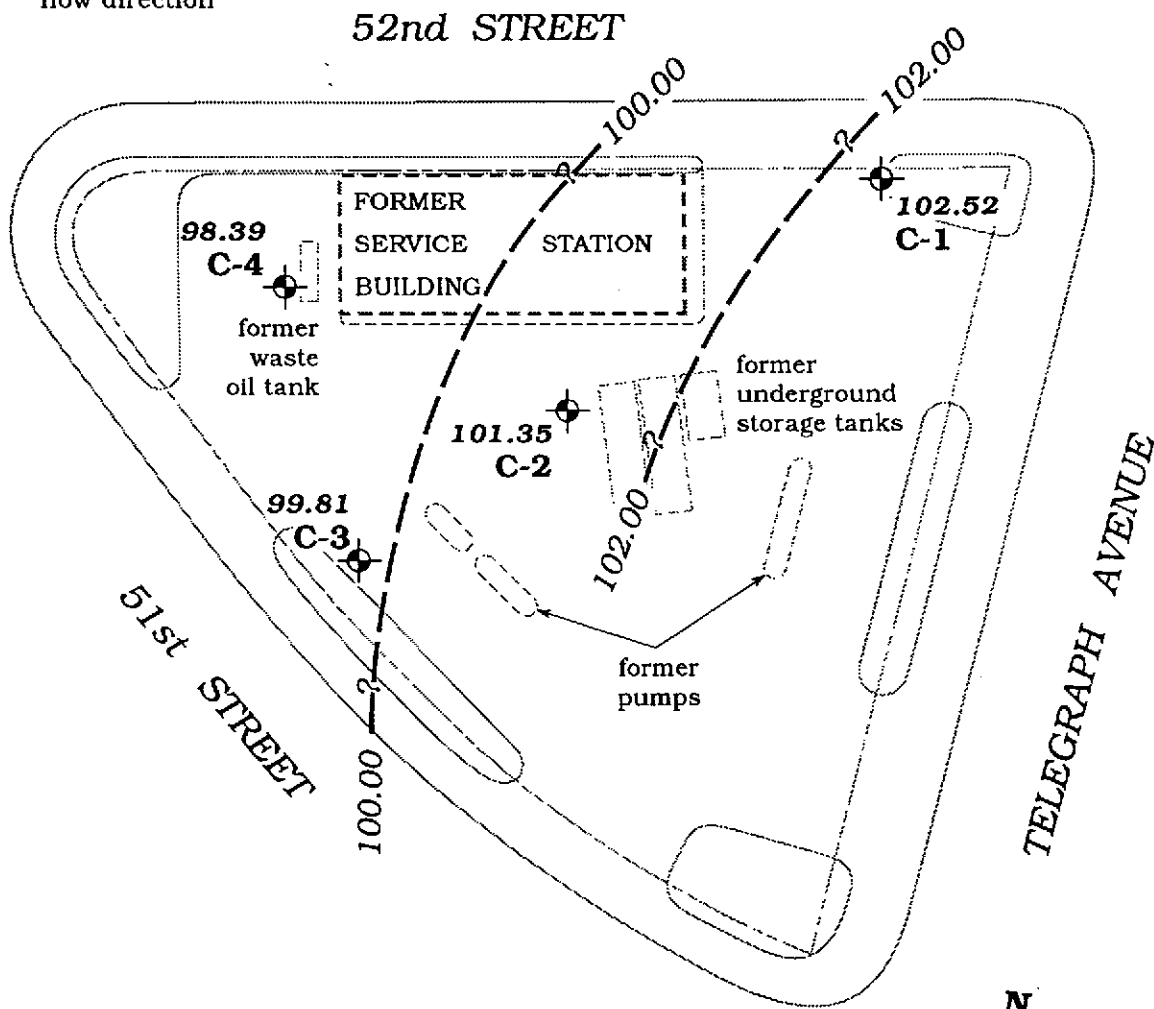 flow direction
52nd STREET
100.00
102.00
FORMER
SERVICE STATION
BUILDING
98.39
C-4
102.52
C-1
former
waste
oil tank
former
underground
storage tanks
101.35
C-2
99.81
C-3
102.00
51st STREET
former
pumps
100.00
TELEGRAPH AVENUE
?
?
?
?
N